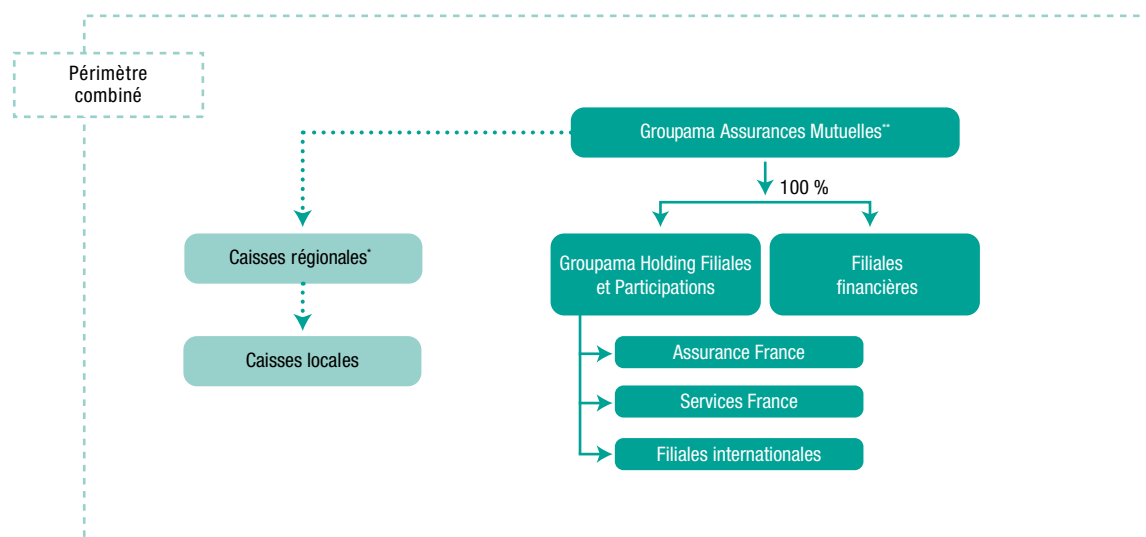 Périmètre
combiné
Groupama Assurances Mutuelles**
100 %
Caisses régionales*
Groupama Holding Filiales
et Participations
Filiales
financières
Caisses locales
Assurance France
Services France
Filiales internationales